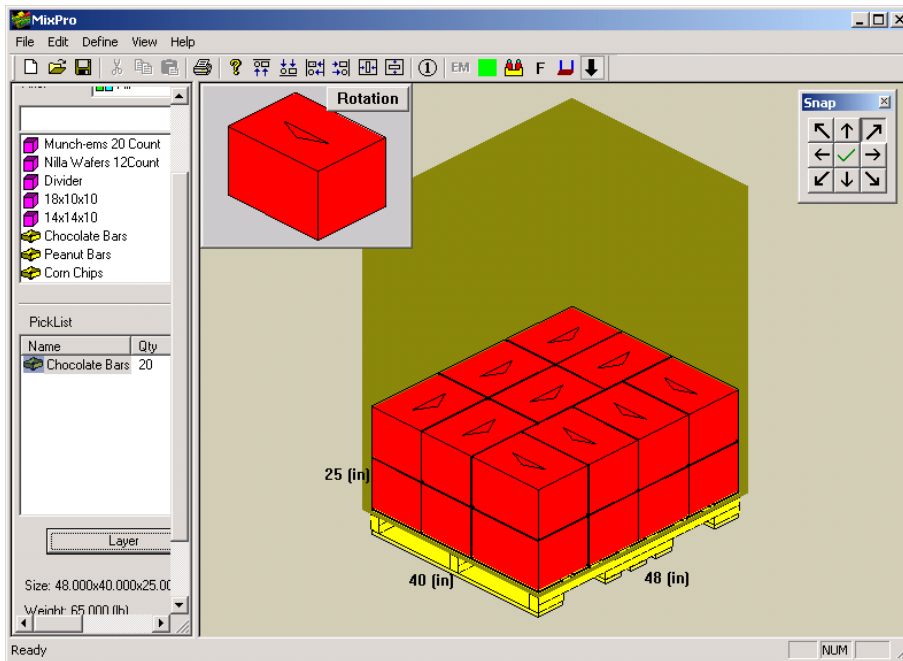 MixPro
File Edit Define View Help
? 1 EM F
Rotation
Snap
Munch-ems 20 Count
Nilla Wafers 12Count
Divider
18x10x10
14x14x10
Chocolate Bars
Peanut Bars
Corn Chips
PickList
Name Qty
Chocolate Bars 20
25 (in)
Layer
40 (in) 48 (in)
Size: 48.000x40.000x25.00
Weight: 65.000 (lb)
Ready NUM